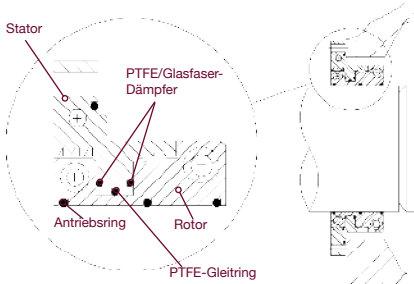 Stator
PTFE/Glasfaser-
Dämpfer
Antriebsring
Rotor
PTFE-Gleitring